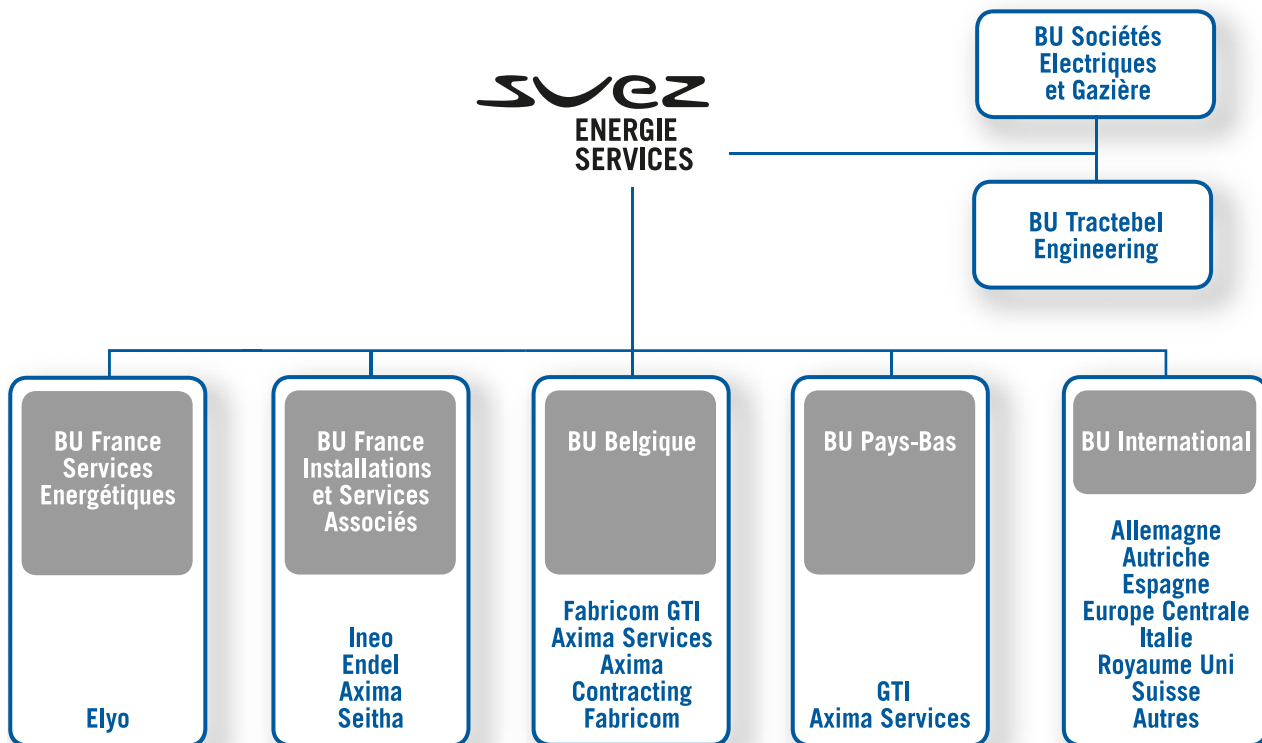 suez
ENERGIE
SERVICES
BU Sociétés
Electriques
et Gazière
BU Tractebel
Engineering
BU France
Services
Energétiques
Elyo
BU France
Installations
et Services
Associés
Ineo
Endel
Axima
Seitha
BU Belgique
Fabricom GTI
Axima Services
Axima
Contracting
Fabricom
BU Pays-Bas
GTI
Axima Services
BU International
Allemagne
Autriche
Espagne
Europe Centrale
Italie
Royaume Uni
Suisse
Autres